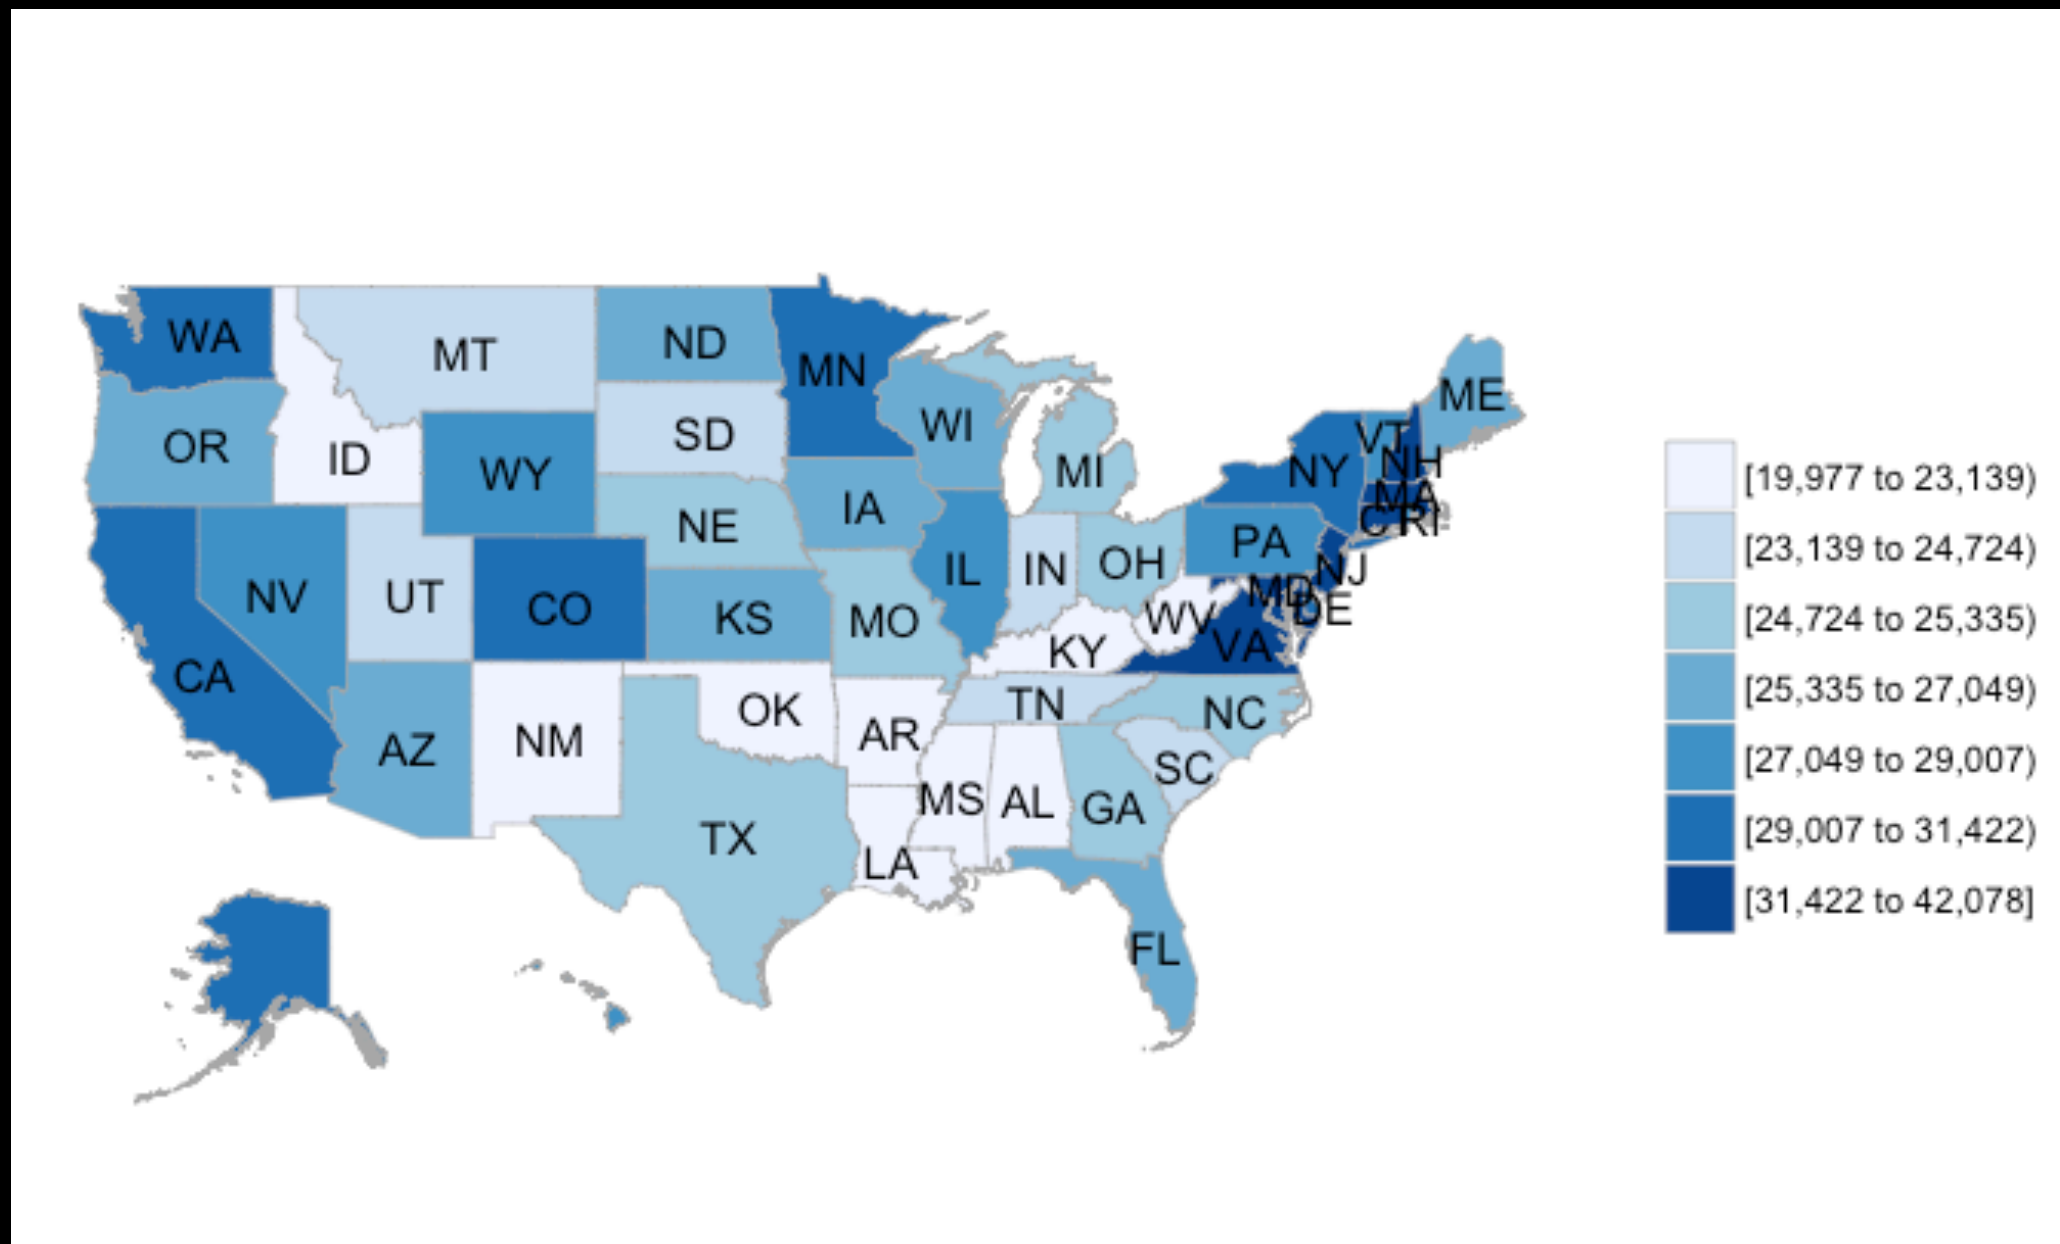 WA
MT
ND
MN
ME
OR
ID
WY
SD
WI
MI
VT
NY
NH
MA
CT
RI
NE
IA
PA
NV
UT
CO
KS
MO
IL
IN
OH
NJ
MD
DE
WV
VA
CA
KY
AZ
NM
OK
AR
TN
NC
SC
TX
MS
AL
GA
LA
FL
[19,977 to 23,139)
[23,139 to 24,724)
[24,724 to 25,335)
[25,335 to 27,049)
[27,049 to 29,007)
[29,007 to 31,422)
[31,422 to 42,078]